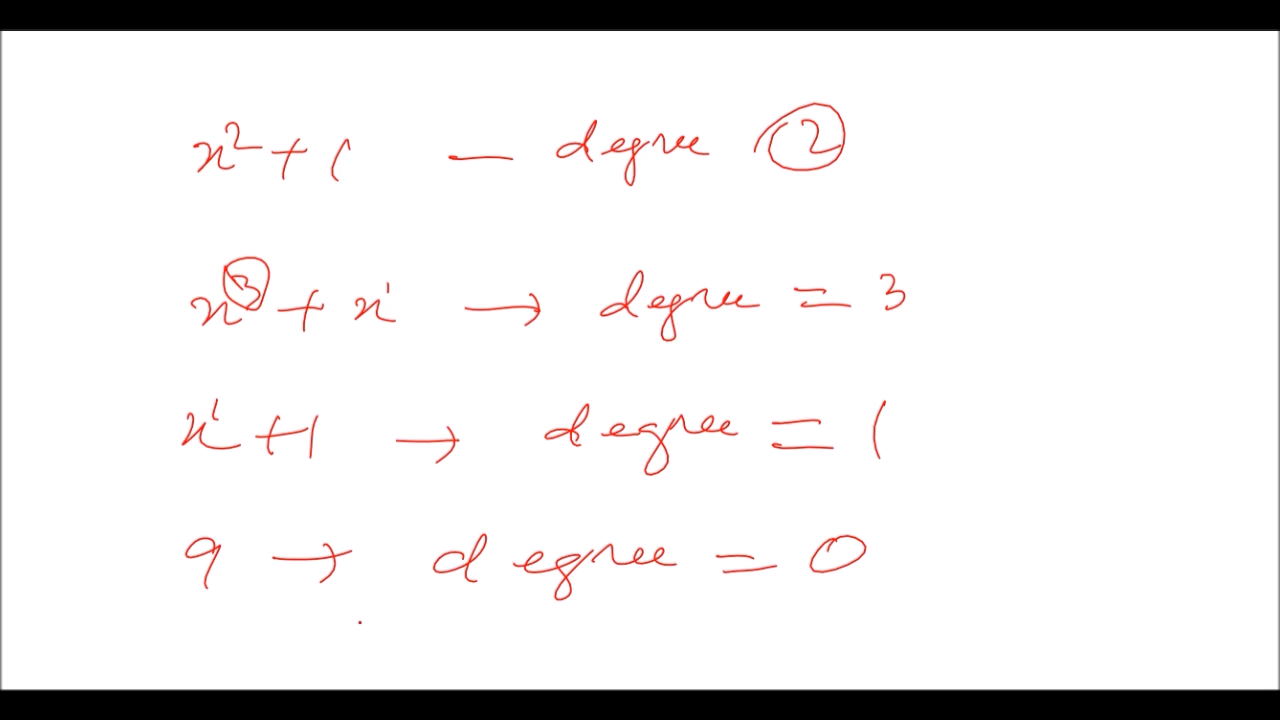 x² + 1 — degree 2
x³ + x¹ → degree = 3
x¹ + 1 → degree = 1
9 → degree = 0